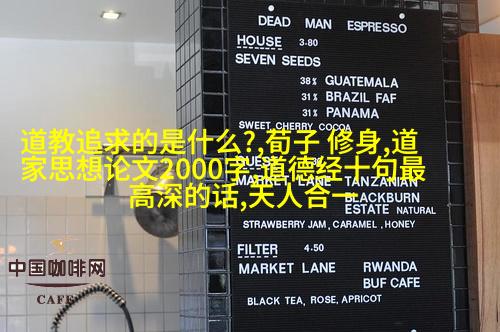 DEAD MAN ESPRESSO
HOUSE 3-80
SEVEN SEEDS
38% GUATEMALA
31% BRAZIL FAF
31% PANAMA
SWEET CHERRY, COCOA
道教追求的是什么?,荀子 修身,道
家思想论文2000字,道德经十句最
高深的话,天人合一
GUEST
MARKET LANE TANZANIAN
BLACKBURN
ESTATE NATURAL
STRAWBERRY JAM, CARAMEL, HONEY
FILTER 4.50
MARKET LANE RWANDA
BUF CAFE
BLACK TEA, ROSE, APRICOT
中国咖啡网
CAFE